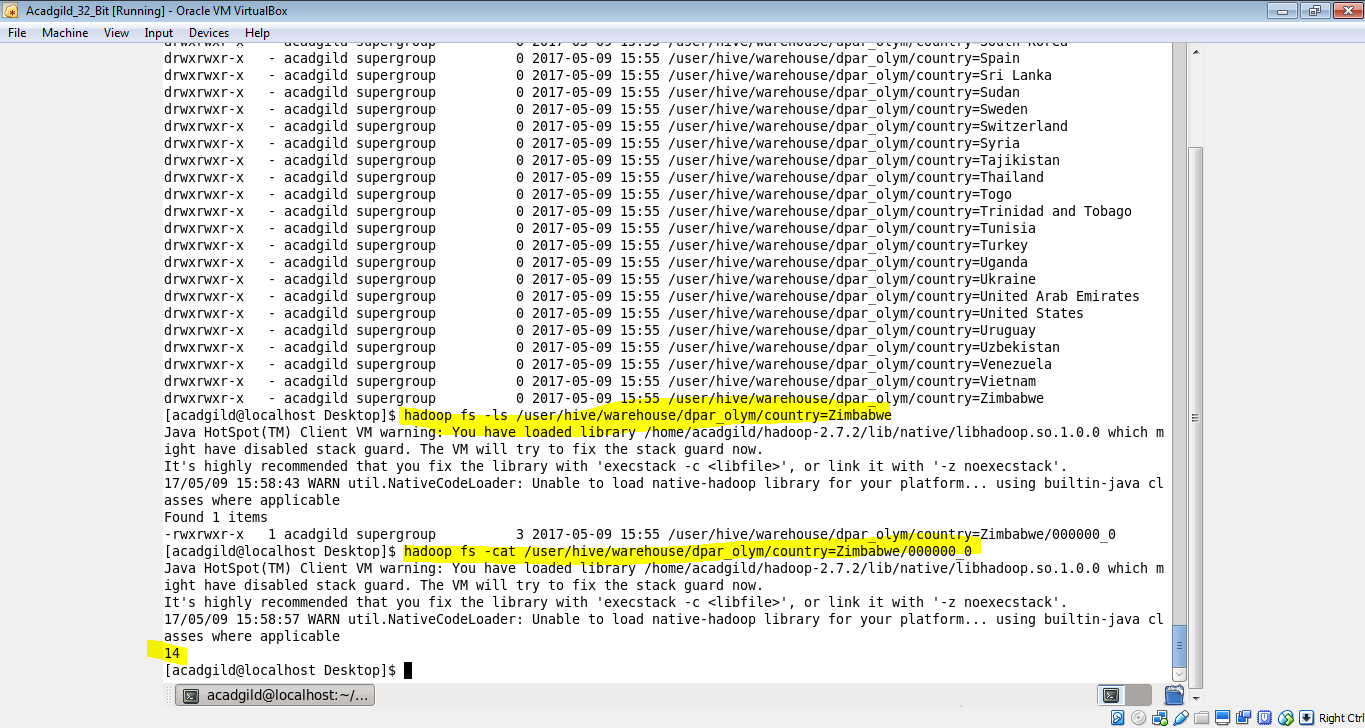 Acadgild_32_Bit [Running] - Oracle VM VirtualBox
File Machine View Input Devices Help
drwxrwxr-x - acadgild supergroup 0 2017-05-09 15:55 /user/hive/warehouse/dpar_olym/country=South Korea
drwxrwxr-x - acadgild supergroup 0 2017-05-09 15:55 /user/hive/warehouse/dpar_olym/country=Spain
drwxrwxr-x - acadgild supergroup 0 2017-05-09 15:55 /user/hive/warehouse/dpar_olym/country=Sri Lanka
drwxrwxr-x - acadgild supergroup 0 2017-05-09 15:55 /user/hive/warehouse/dpar_olym/country=Sudan
drwxrwxr-x - acadgild supergroup 0 2017-05-09 15:55 /user/hive/warehouse/dpar_olym/country=Sweden
drwxrwxr-x - acadgild supergroup 0 2017-05-09 15:55 /user/hive/warehouse/dpar_olym/country=Switzerland
drwxrwxr-x - acadgild supergroup 0 2017-05-09 15:55 /user/hive/warehouse/dpar_olym/country=Syria
drwxrwxr-x - acadgild supergroup 0 2017-05-09 15:55 /user/hive/warehouse/dpar_olym/country=Tajikistan
drwxrwxr-x - acadgild supergroup 0 2017-05-09 15:55 /user/hive/warehouse/dpar_olym/country=Thailand
drwxrwxr-x - acadgild supergroup 0 2017-05-09 15:55 /user/hive/warehouse/dpar_olym/country=Togo
drwxrwxr-x - acadgild supergroup 0 2017-05-09 15:55 /user/hive/warehouse/dpar_olym/country=Trinidad and Tobago
drwxrwxr-x - acadgild supergroup 0 2017-05-09 15:55 /user/hive/warehouse/dpar_olym/country=Tunisia
drwxrwxr-x - acadgild supergroup 0 2017-05-09 15:55 /user/hive/warehouse/dpar_olym/country=Turkey
drwxrwxr-x - acadgild supergroup 0 2017-05-09 15:55 /user/hive/warehouse/dpar_olym/country=Uganda
drwxrwxr-x - acadgild supergroup 0 2017-05-09 15:55 /user/hive/warehouse/dpar_olym/country=Ukraine
drwxrwxr-x - acadgild supergroup 0 2017-05-09 15:55 /user/hive/warehouse/dpar_olym/country=United Arab Emirates
drwxrwxr-x - acadgild supergroup 0 2017-05-09 15:55 /user/hive/warehouse/dpar_olym/country=United States
drwxrwxr-x - acadgild supergroup 0 2017-05-09 15:55 /user/hive/warehouse/dpar_olym/country=Uruguay
drwxrwxr-x - acadgild supergroup 0 2017-05-09 15:55 /user/hive/warehouse/dpar_olym/country=Uzbekistan
drwxrwxr-x - acadgild supergroup 0 2017-05-09 15:55 /user/hive/warehouse/dpar_olym/country=Venezuela
drwxrwxr-x - acadgild supergroup 0 2017-05-09 15:55 /user/hive/warehouse/dpar_olym/country=Vietnam
drwxrwxr-x - acadgild supergroup 0 2017-05-09 15:55 /user/hive/warehouse/dpar_olym/country=Zimbabwe
[acadgild@localhost Desktop]$ hadoop fs -ls /user/hive/warehouse/dpar_olym/country=Zimbabwe
Java HotSpot(TM) Client VM warning: You have loaded library /home/acadgild/hadoop-2.7.2/lib/native/libhadoop.so.1.0.0 which m
ight have disabled stack guard. The VM will try to fix the stack guard now.
It's highly recommended that you fix the library with 'execstack -c <libfile>', or link it with '-z noexecstack'.
17/05/09 15:58:43 WARN util.NativeCodeLoader: Unable to load native-hadoop library for your platform... using builtin-java cl
asses where applicable
Found 1 items
-rwxrwxr-x 1 acadgild supergroup 3 2017-05-09 15:55 /user/hive/warehouse/dpar_olym/country=Zimbabwe/000000_0
[acadgild@localhost Desktop]$ hadoop fs -cat /user/hive/warehouse/dpar_olym/country=Zimbabwe/000000_0
Java HotSpot(TM) Client VM warning: You have loaded library /home/acadgild/hadoop-2.7.2/lib/native/libhadoop.so.1.0.0 which m
ight have disabled stack guard. The VM will try to fix the stack guard now.
It's highly recommended that you fix the library with 'execstack -c <libfile>', or link it with '-z noexecstack'.
17/05/09 15:58:57 WARN util.NativeCodeLoader: Unable to load native-hadoop library for your platform... using builtin-java cl
asses where applicable
14
[acadgild@localhost Desktop]$
acadgild@localhost:~/...
Right Ctrl